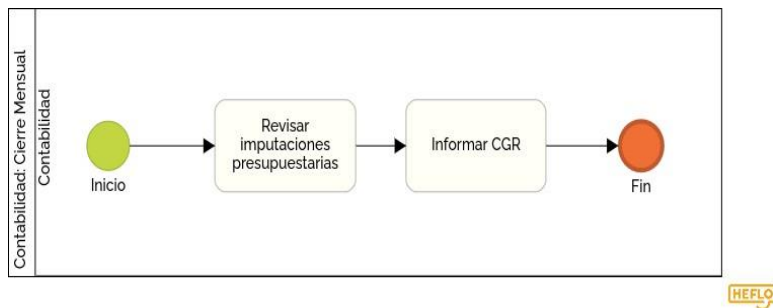 Contabilidad: Cierre Mensual
Contabilidad
Inicio
Revisar
imputaciones
presupuestarias
Informar CGR
Fin
HEFLO